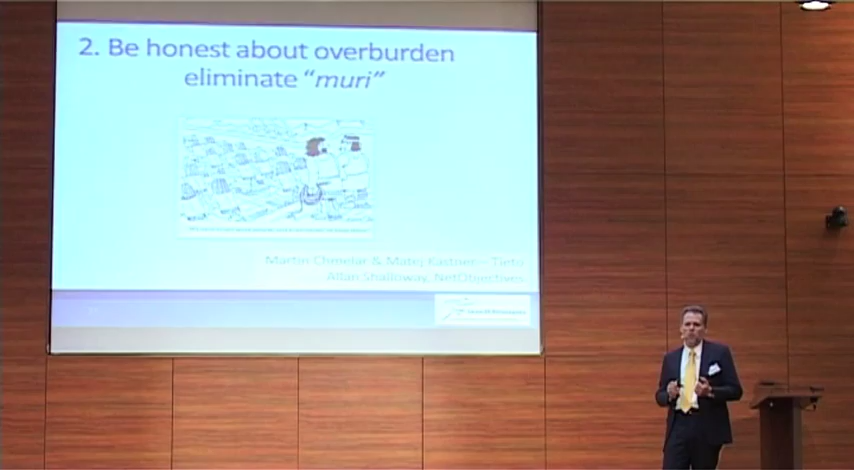 2. Be honest about overburden
eliminate “muri”
Martin Chmelar & Matej Kastner – Tieto
Allan Shalloway, NetObjectives